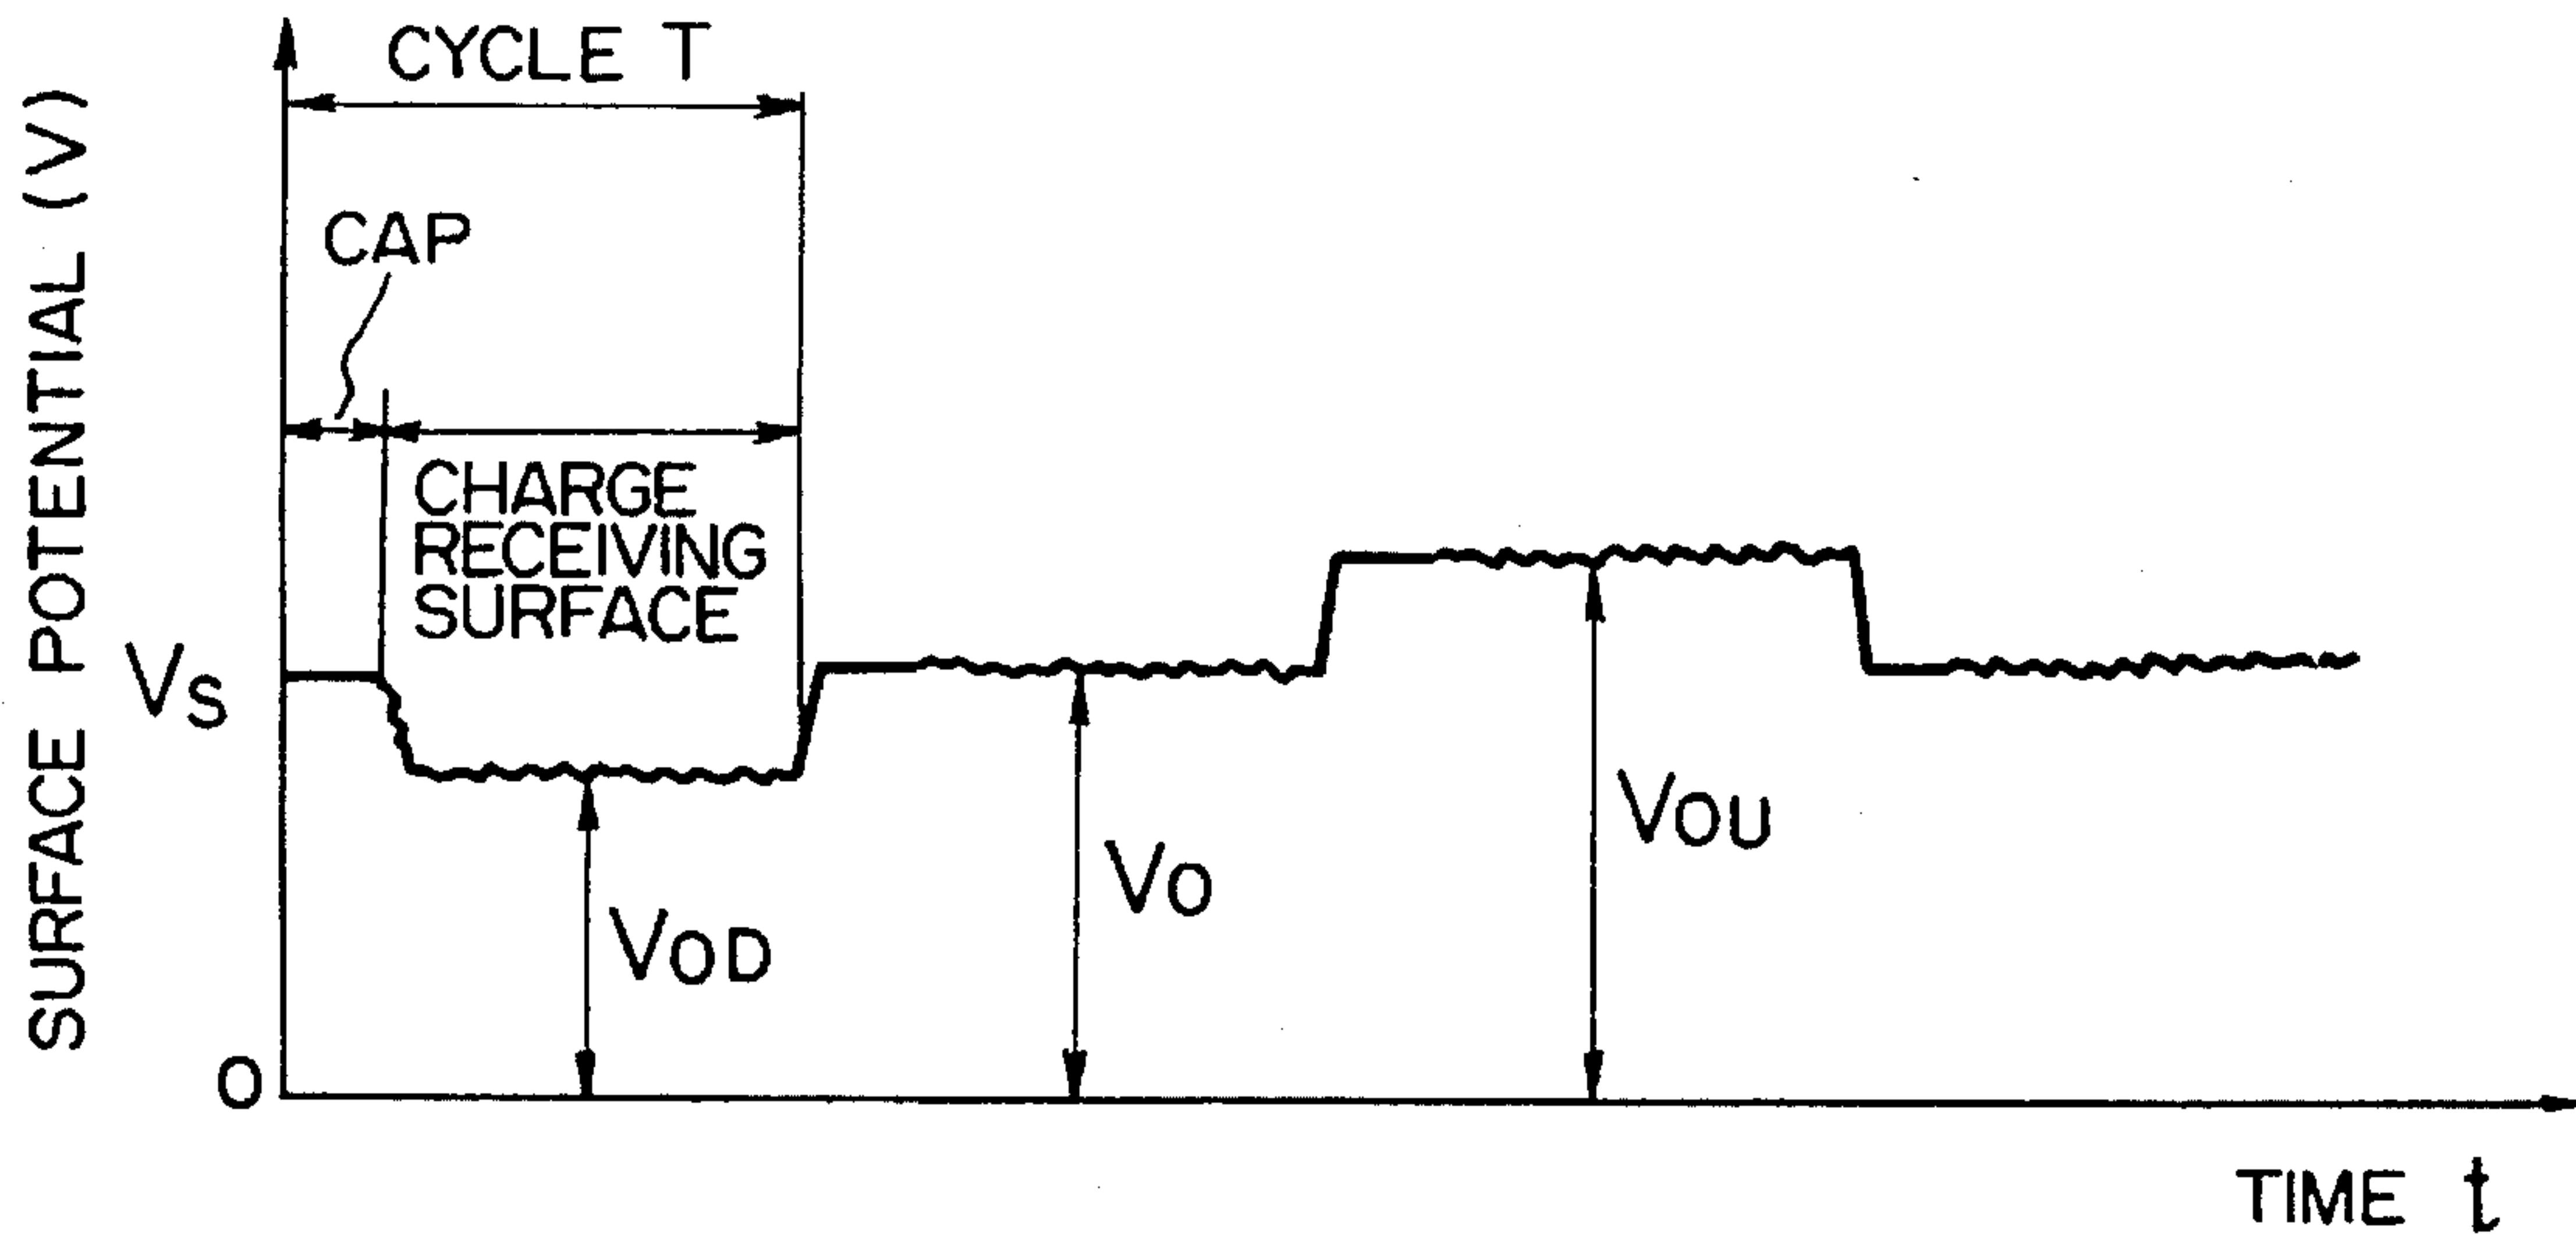 CYCLE T
CAP
CHARGE
RECEIVING
SURFACE
SURFACE POTENTIAL (V)
VS
VOD
VO
VOU
0
TIME t